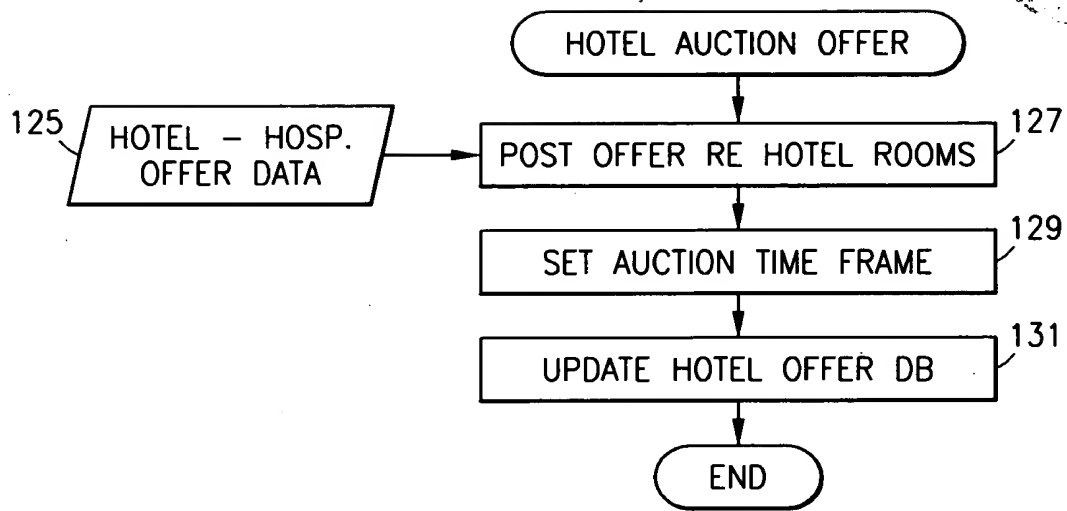 HOTEL AUCTION OFFER
125
HOTEL – HOSP.
OFFER DATA
POST OFFER RE HOTEL ROOMS
127
SET AUCTION TIME FRAME
129
UPDATE HOTEL OFFER DB
131
END